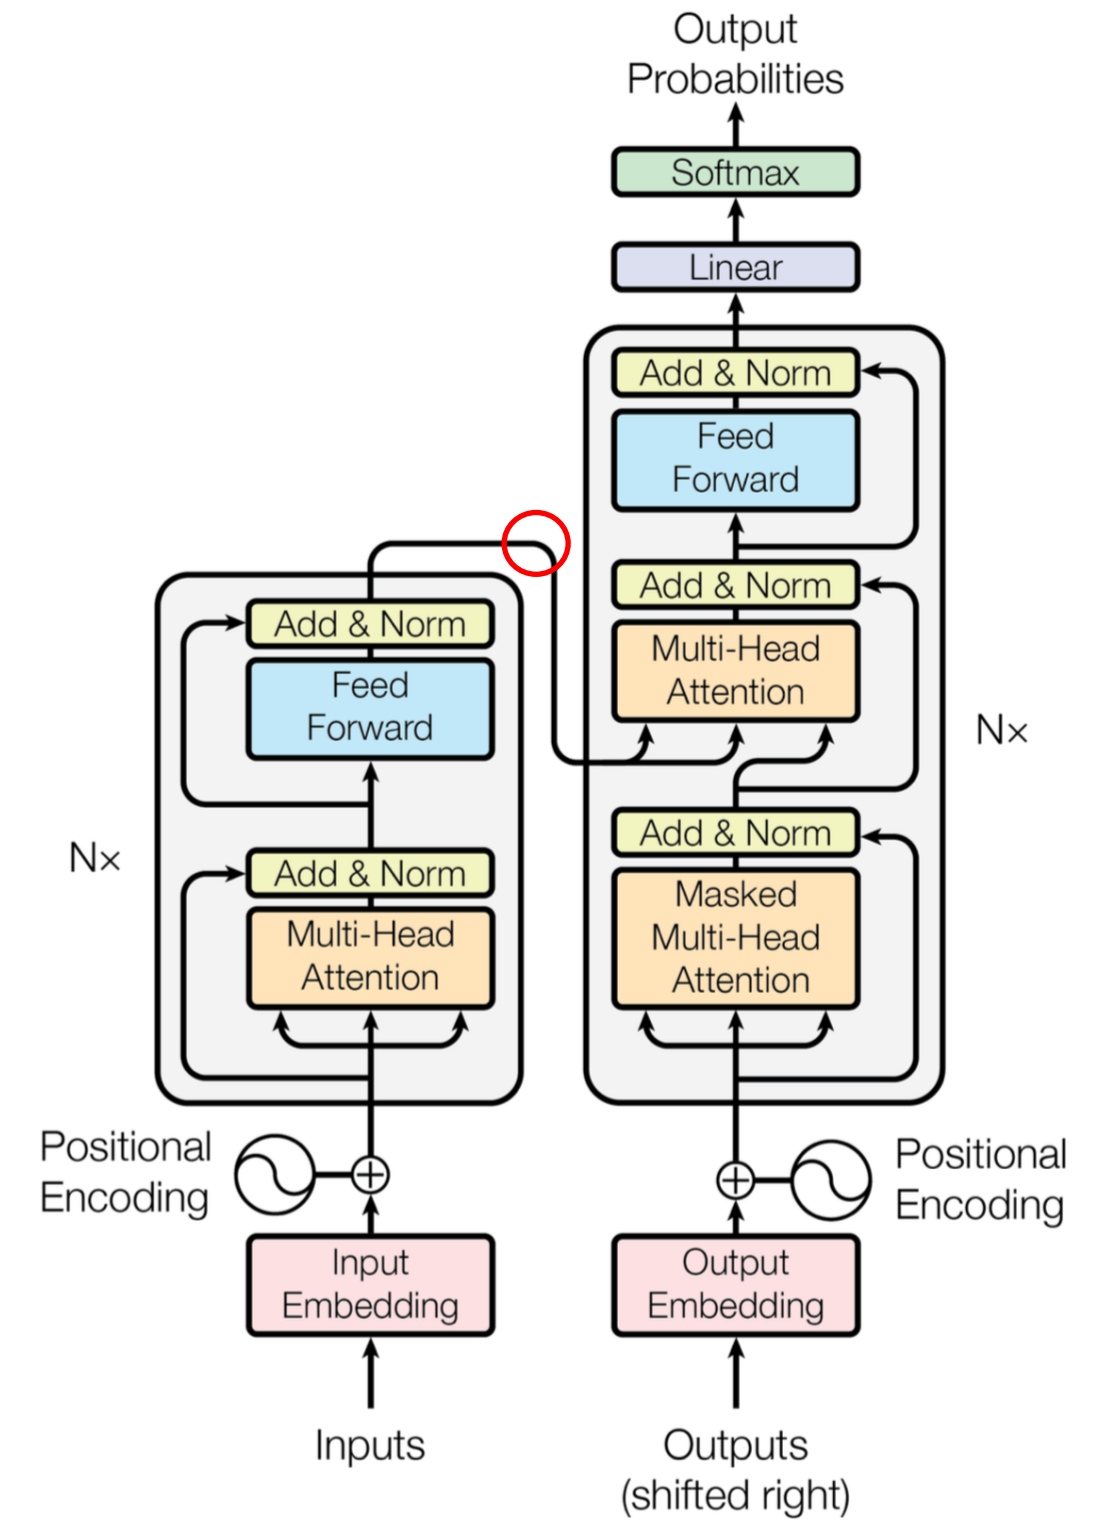 Output
Probabilities
Softmax
Linear
Add & Norm
Feed
Forward
Add & Norm
Multi-Head
Attention
N×
Add & Norm
Masked
Multi-Head
Attention
Add & Norm
Feed
Forward
N×
Add & Norm
Multi-Head
Attention
Positional
Encoding
Positional
Encoding
Input
Embedding
Output
Embedding
Inputs
Outputs
(shifted right)